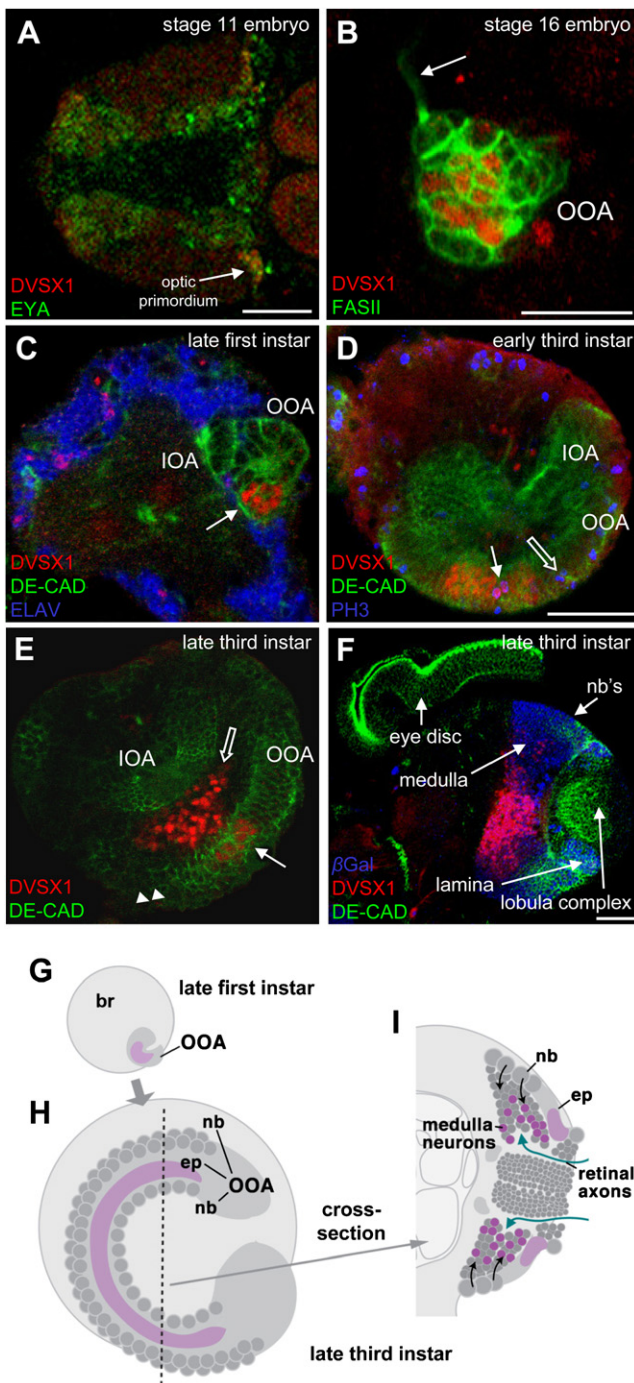 A
stage 11 embryo
DVSX1
EYA
optic
primordium
B
stage 16 embryo
OOA
DVSX1
FASII
C
late first instar
OOA
IOA
DVSX1
DE-CAD
ELAV
D
early third instar
IOA
OOA
DVSX1
DE-CAD
PH3
E
late third instar
IOA
OOA
DVSX1
DE-CAD
F
late third instar
nb's
eye disc
medulla
βGal
DVSX1
DE-CAD
lamina
lobula complex
G
late first instar
br
OOA
H
nb
ep
OOA
nb
cross-
section
late third instar
I
nb
ep
medulla
neurons
retinal
axons